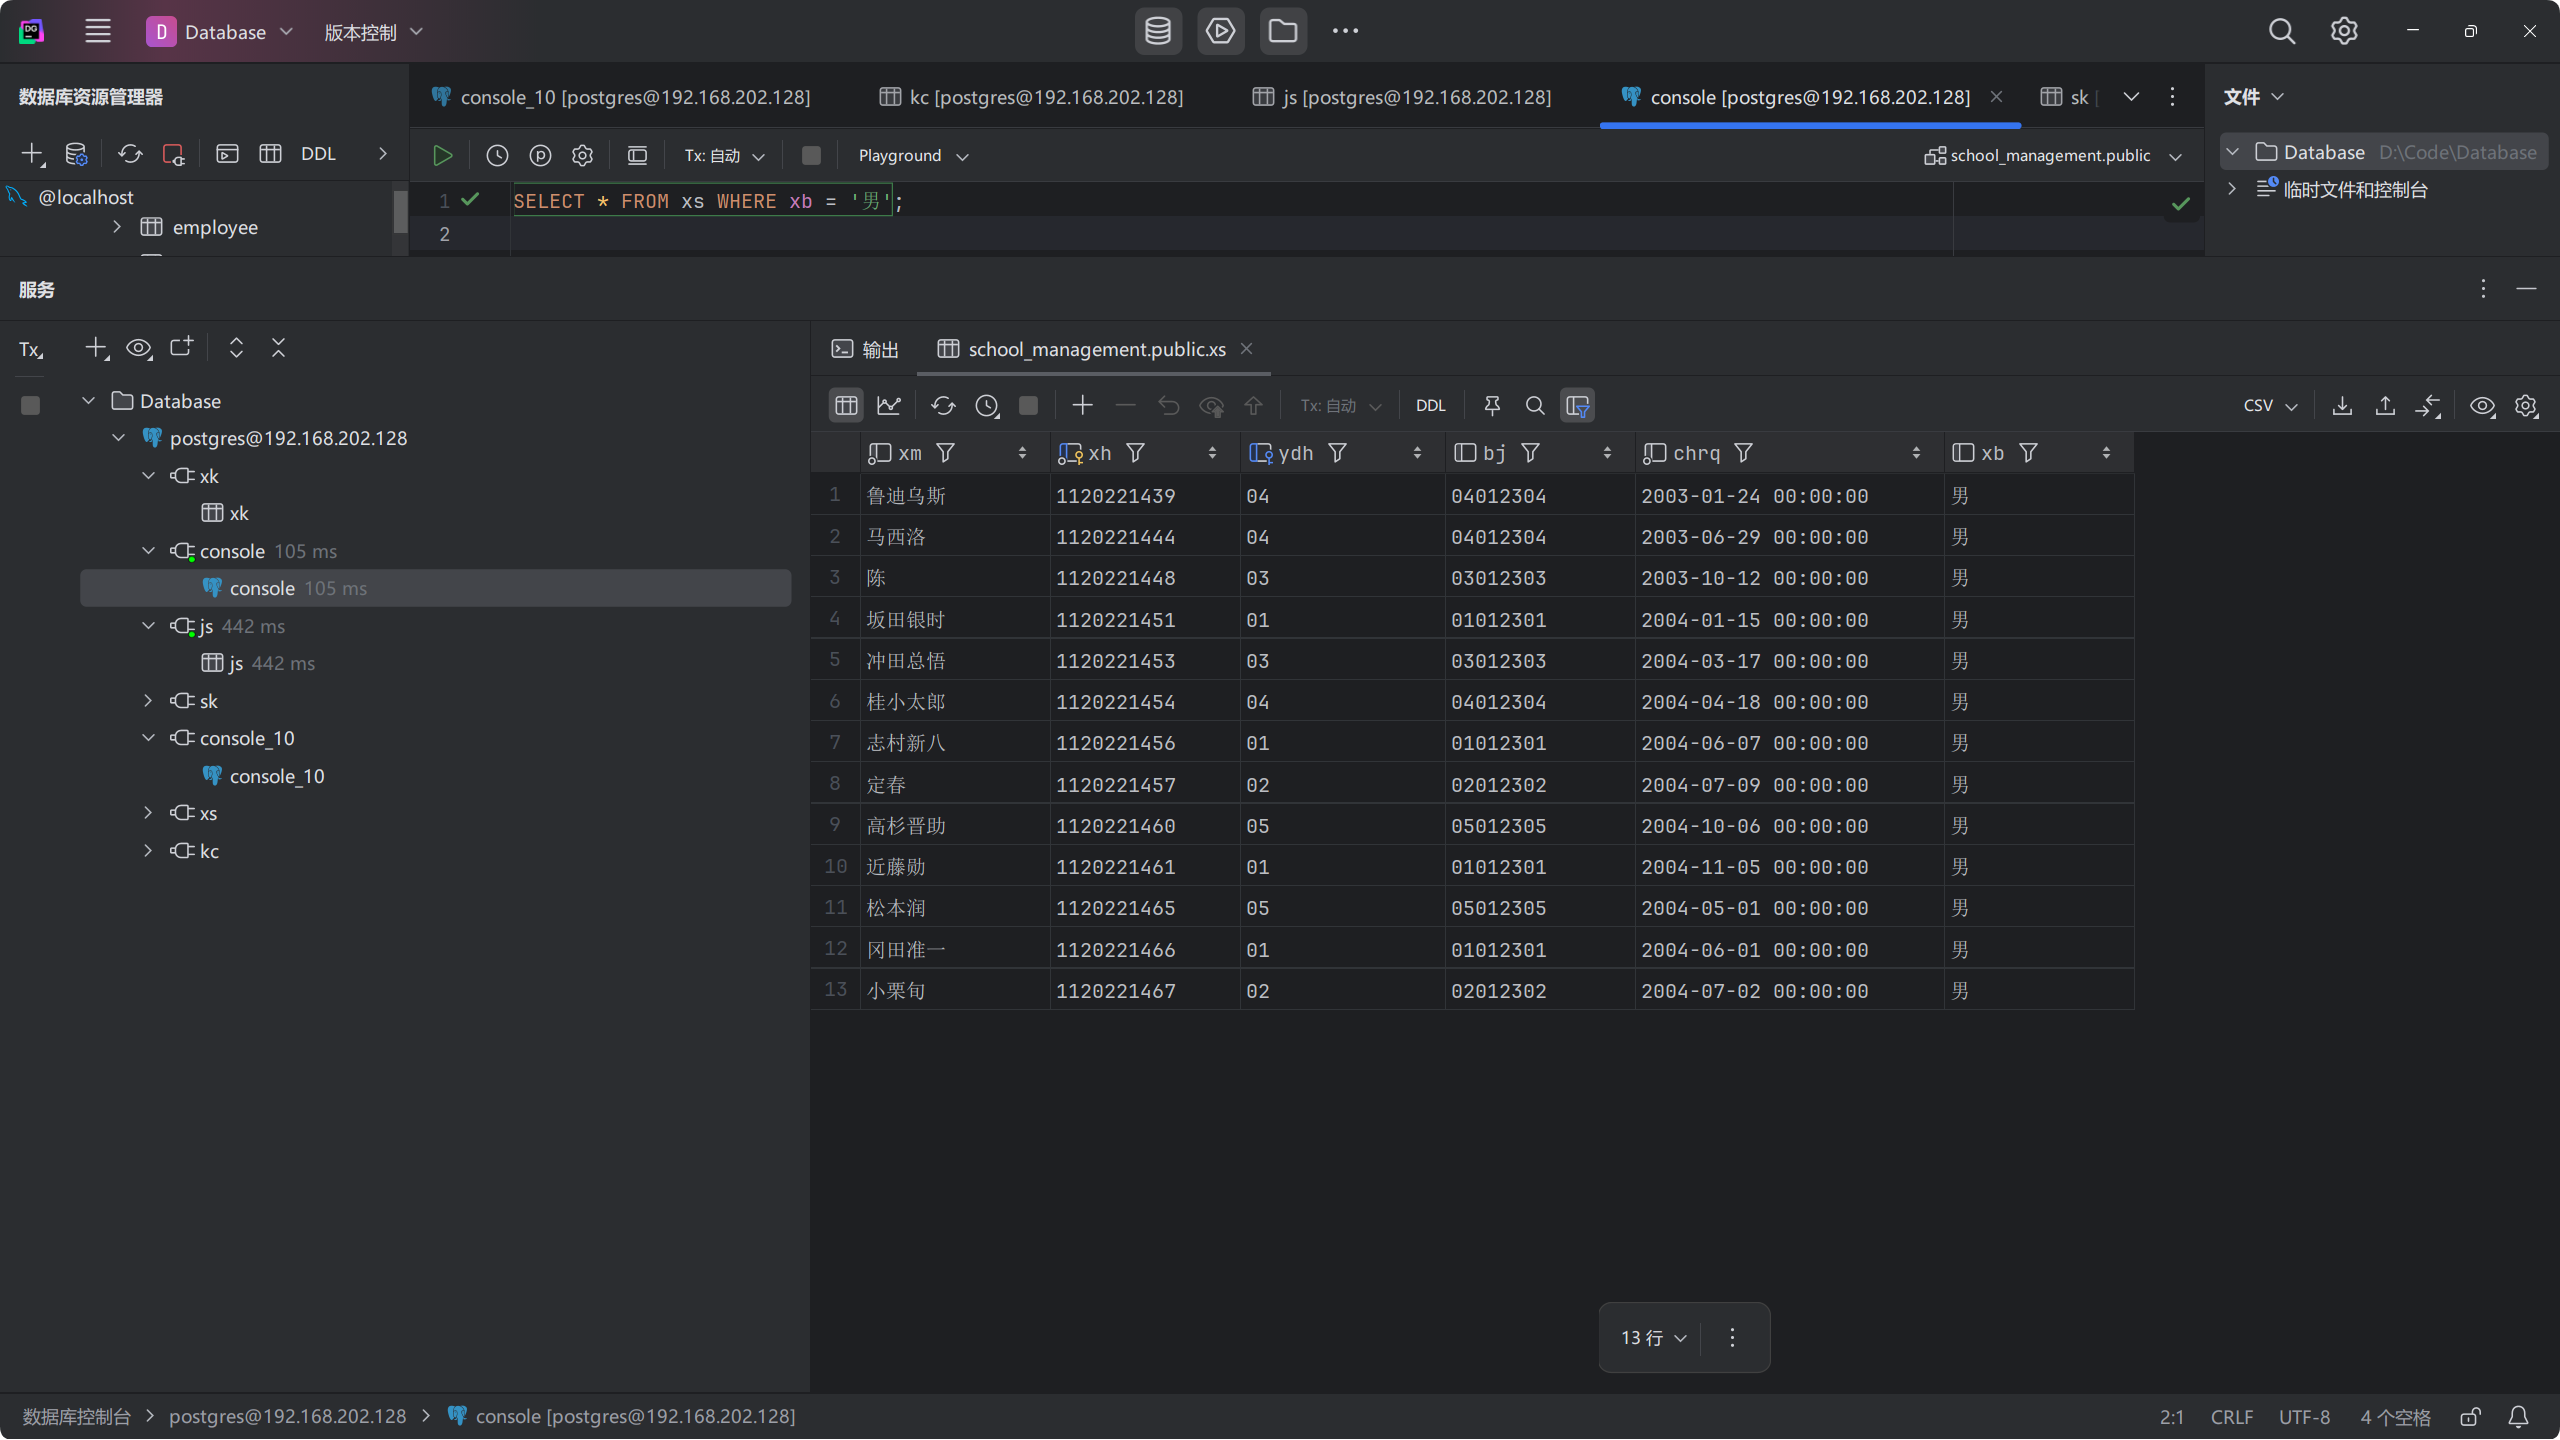 DG
D Database 版本控制
数据库资源管理器
DDL
@localhost
employee
console_10 [postgres@192.168.202.128]
kc [postgres@192.168.202.128]
js [postgres@192.168.202.128]
console [postgres@192.168.202.128]
sk [
Tx: 自动
Playground
school_management.public
1 SELECT * FROM xs WHERE xb = '男';
2
文件
Database D:\Code\Database
临时文件和控制台
服务
Tx
Database
postgres@192.168.202.128
xk
xk
console 105 ms
console 105 ms
js 442 ms
js 442 ms
sk
console_10
console_10
xs
kc
输出
school_management.public.xs
Tx: 自动 DDL CSV
xm xh ydh bj chrq xb
1 鲁迪乌斯 1120221439 04 04012304 2003-01-24 00:00:00 男
2 马西洛 1120221444 04 04012304 2003-06-29 00:00:00 男
3 陈 1120221448 03 03012303 2003-10-12 00:00:00 男
4 坂田银时 1120221451 01 01012301 2004-01-15 00:00:00 男
5 冲田总悟 1120221453 03 03012303 2004-03-17 00:00:00 男
6 桂小太郎 1120221454 04 04012304 2004-04-18 00:00:00 男
7 志村新八 1120221456 01 01012301 2004-06-07 00:00:00 男
8 定春 1120221457 02 02012302 2004-07-09 00:00:00 男
9 高杉晋助 1120221460 05 05012305 2004-10-06 00:00:00 男
10 近藤勋 1120221461 01 01012301 2004-11-05 00:00:00 男
11 松本润 1120221465 05 05012305 2004-05-01 00:00:00 男
12 冈田准一 1120221466 01 01012301 2004-06-01 00:00:00 男
13 小栗旬 1120221467 02 02012302 2004-07-02 00:00:00 男
13 行
数据库控制台 postgres@192.168.202.128 console [postgres@192.168.202.128]
2:1 CRLF UTF-8 4 个空格